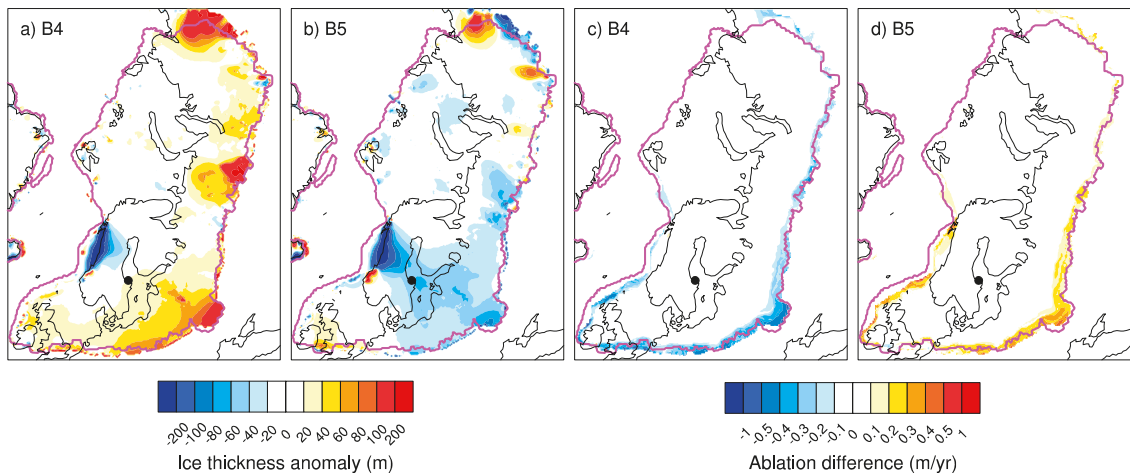 a) B4
b) B5
c) B4
d) B5
-200 -100 -80 -60 -40 -20 0 20 40 60 80 100 200
Ice thickness anomaly (m)
-1 -0.5 -0.4 -0.3 -0.2 -0.1 0 0.1 0.2 0.3 0.4 0.5 1
Ablation difference (m/yr)